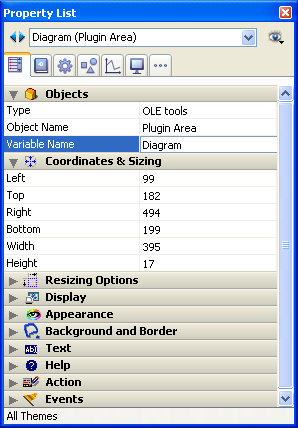 Property List
Diagram (Plugin Area)
Objects
Type OLE tools
Object Name Plugin Area
Variable Name Diagram
Coordinates & Sizing
Left 99
Top 182
Right 494
Bottom 199
Width 395
Height 17
Resizing Options
Display
Appearance
Background and Border
Text
Help
Action
Events
All Themes